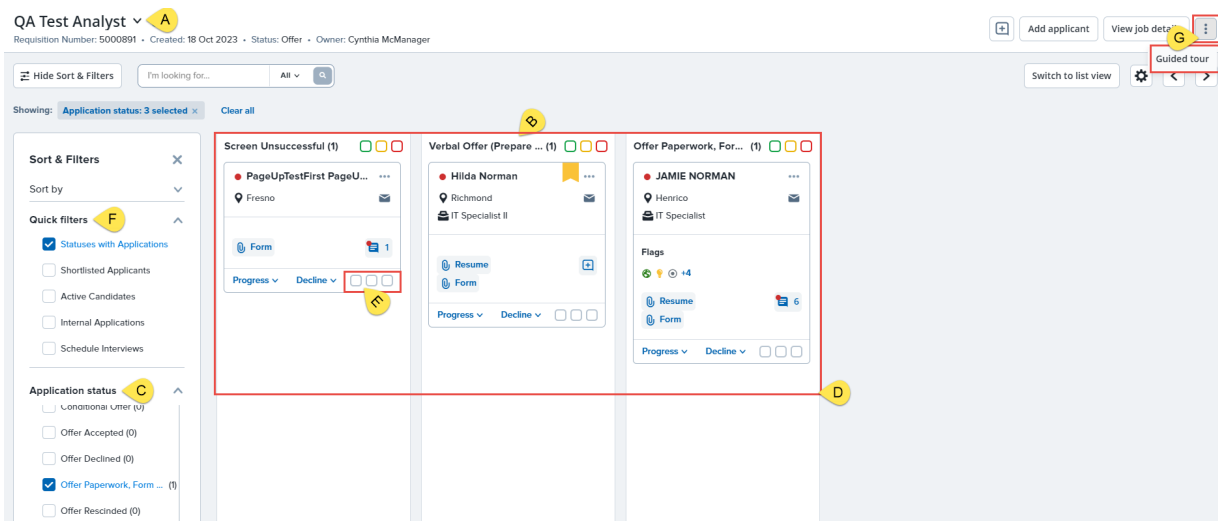 QA Test Analyst
A
Requisition Number: 5000891 • Created: 18 Oct 2023 • Status: Offer • Owner: Cynthia McManager
Add applicant
View job
G
Guided tour
Hide Sort & Filters
I'm looking for...
All
Switch to list view
Showing: Application status: 3 selected ×
Clear all
B
Sort & Filters
Sort by
Quick filters
F
Statuses with Applications
Shortlisted Applicants
Active Candidates
Internal Applications
Schedule Interviews
Application status
C
Conditional Offer (0)
Offer Accepted (0)
Offer Declined (0)
Offer Paperwork, Form ... (1)
Offer Rescinded (0)
Screen Unsuccessful (1)
PageUpTestFirst PageU... ...
Fresno
Form
1
Progress
Decline
E
Verbal Offer (Prepare ... (1)
Hilda Norman ...
Richmond
IT Specialist II
Resume
Form
Progress
Decline
Offer Paperwork, For... (1)
JAMIE NORMAN ...
Henrico
IT Specialist
Flags
+4
Resume
6
Form
Progress
Decline
D